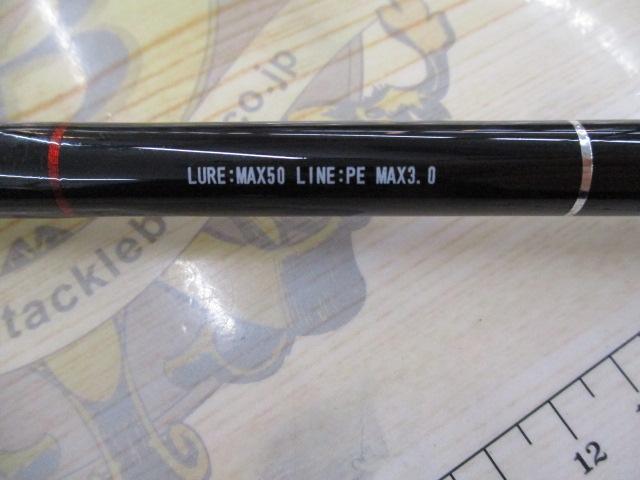 LURE:MAX50 LINE:PE MAX3.0
co.jp
tackleb
12